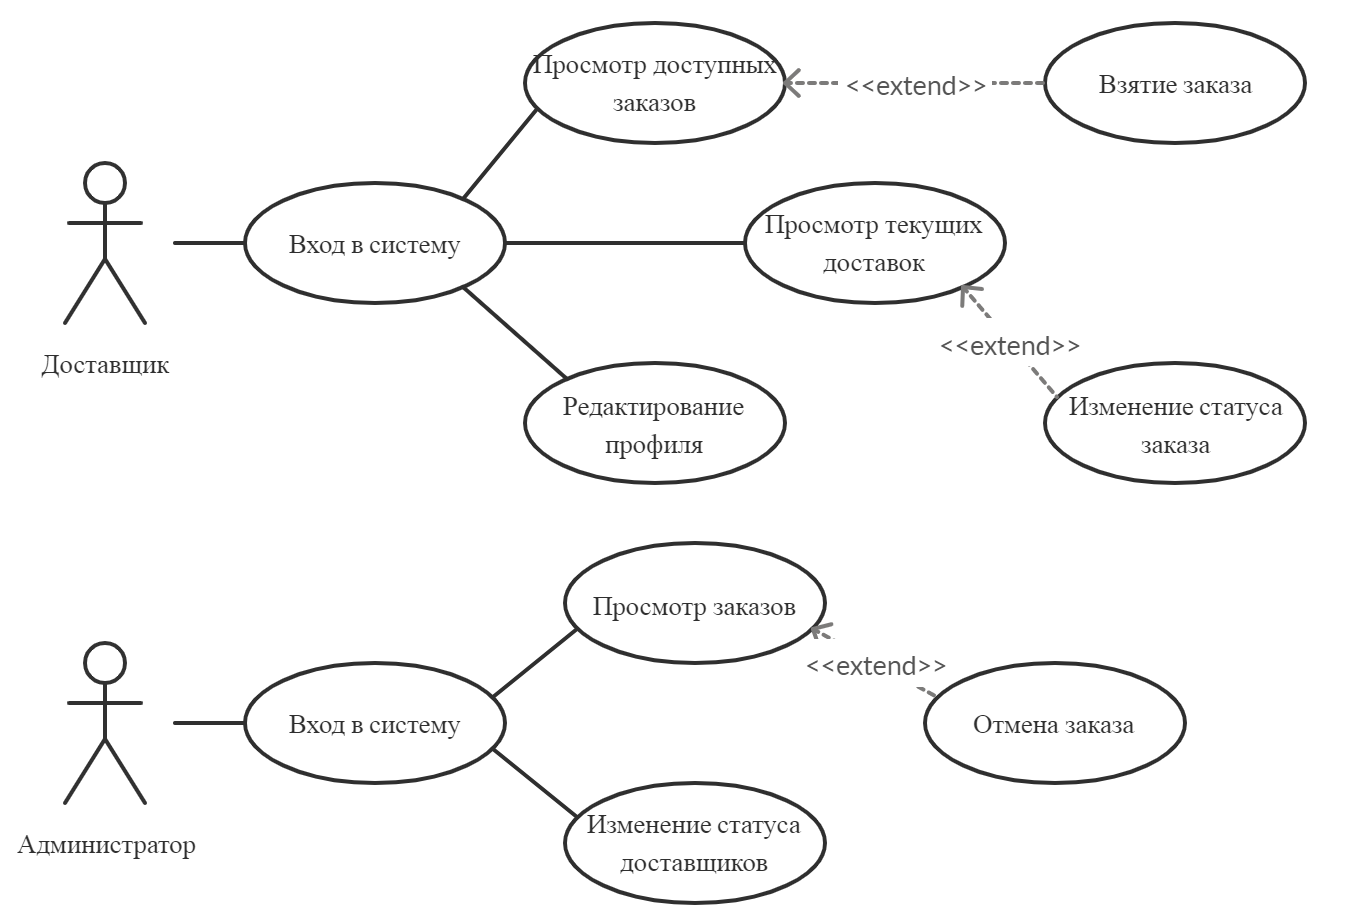 Просмотр доступных
заказов
<<extend>>
Взятие заказа
Вход в систему
Просмотр текущих
доставок
<<extend>>
Доставщик
Редактирование
профиля
Изменение статуса
заказа
Просмотр заказов
<<extend>>
Вход в систему
Отмена заказа
Администратор
Изменение статуса
доставщиков